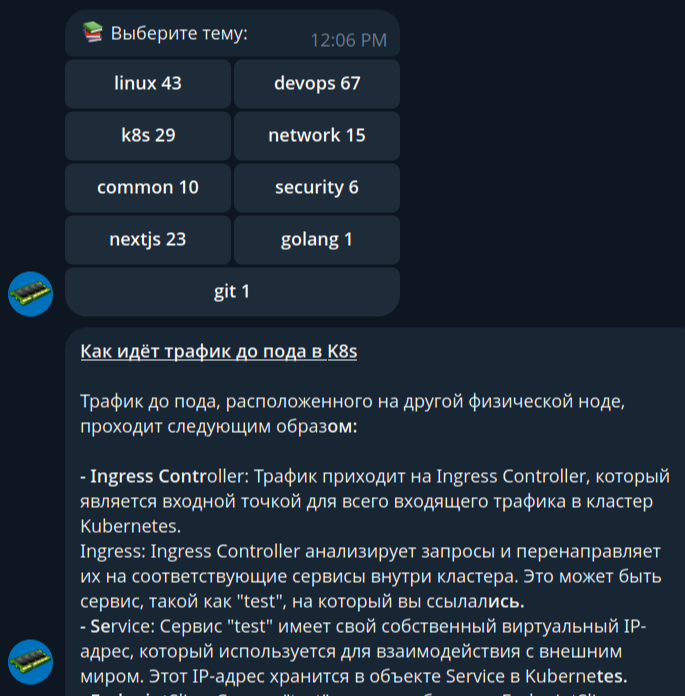 📚 Выберите тему:
12:06 PM
linux 43
devops 67
k8s 29
network 15
common 10
security 6
nextjs 23
golang 1
git 1
Как идёт трафик до пода в K8s
Трафик до пода, расположенного на другой физической ноде,
проходит следующим образом:
- Ingress Controller: Трафик приходит на Ingress Controller, который
является входной точкой для всего входящего трафика в кластер
Kubernetes.
Ingress: Ingress Controller анализирует запросы и перенаправляет
их на соответствующие сервисы внутри кластера. Это может быть
сервис, такой как "test", на который вы ссылались.
- Service: Сервис "test" имеет свой собственный виртуальный IP-
адрес, который используется для взаимодействия с внешним
миром. Этот IP-адрес хранится в объекте Service в Kubernetes.